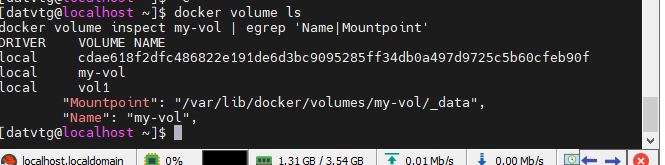 [datvtg@localhost ~]$ docker volume ls
docker volume inspect my-vol | egrep 'Name|Mountpoint'
DRIVER    VOLUME NAME
local     cdae618f2dfc486822e191de6d3bc9095285ff34db0a497d9725c5b60cfeb90f
local     my-vol
local     vol1
        "Mountpoint": "/var/lib/docker/volumes/my-vol/_data",
        "Name": "my-vol",
[datvtg@localhost ~]$
localhost.localdomain 0% 1.31 GB / 3.54 GB 0.01 Mb/s 0.00 Mb/s